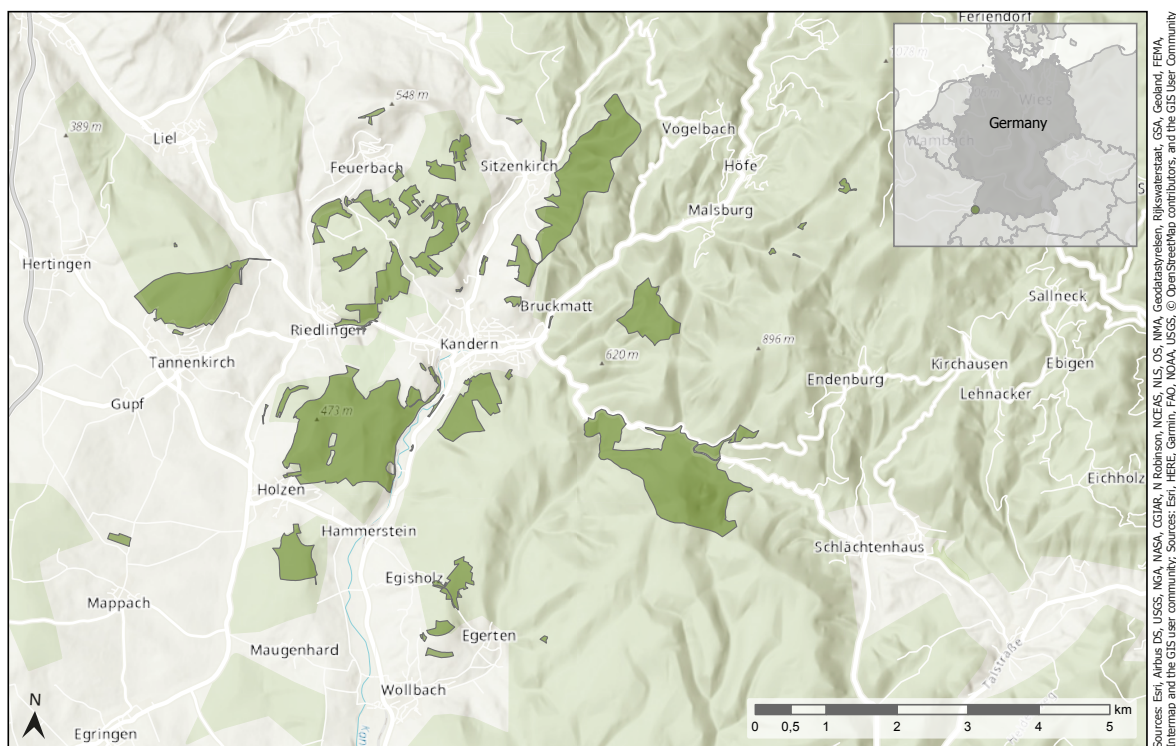 Feriendorf
1028 m
Wies
Wambach
Germany
548 m
389 m
Liel
Vogelbach
Feuerbach
Sitzenkirch
Höfe
Malsburg
Hertingen
Sallneck
Bruckmatt
Riedlingen
Kandern
Tannenkirch
620 m
896 m
Kirchausen
Ebigen
Endenburg
Lehnacker
Gupf
473 m
Eichholz
Holzen
Hammerstein
Schlächtenhaus
Egisholz
Mappach
Egerten
Maugenhard
Talstraße
Wollbach
Egringen
N
km
0 0,5 1 2 3 4 5
Sources: Esri, Airbus DS, USGS, NGA, NASA, CGIAR, N Robinson, NCEAS, NLS, OS, NMA, Geodatastyrelsen, Rijkswaterstaat, GSA, Geoland, FEMA,
Intermap and the GIS user community; Sources: Esri, HERE, Garmin, FAO, NOAA, USGS, © OpenStreetMap contributors, and the GIS User Community